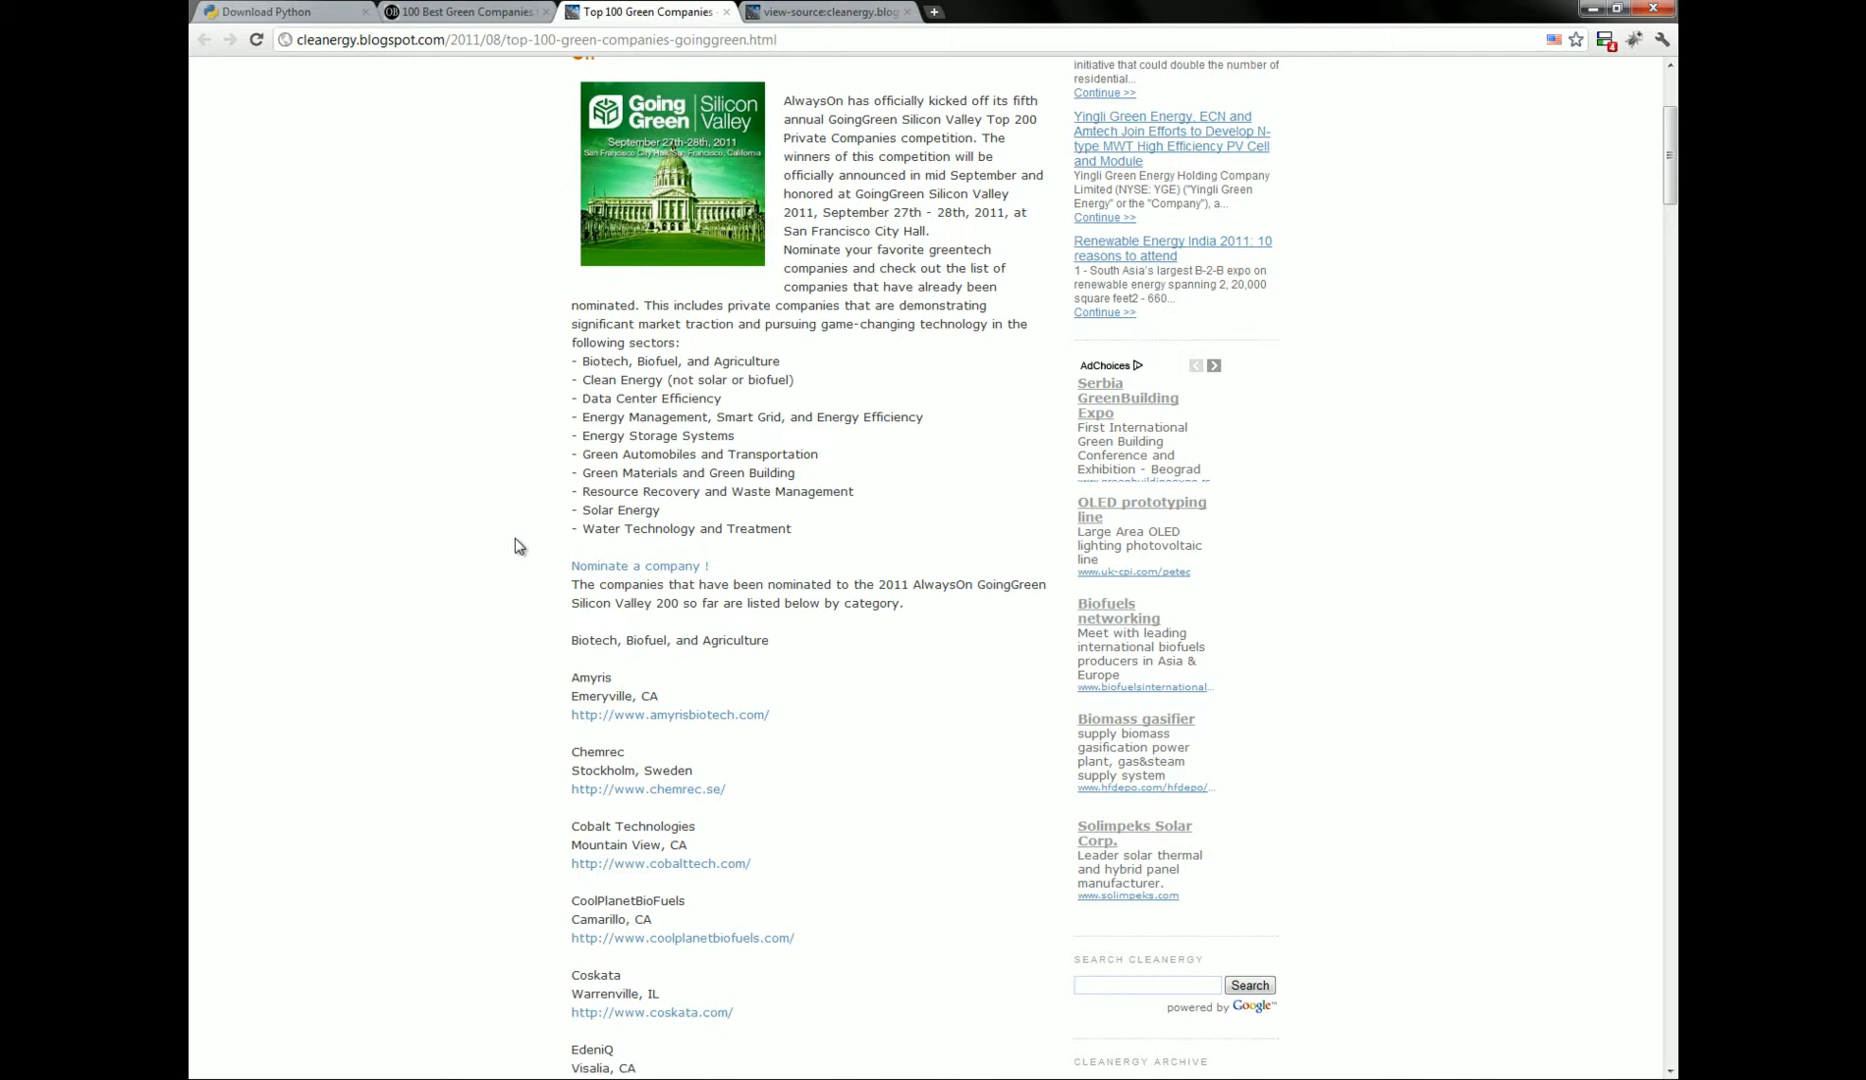 Download Python
100 Best Green Companies
Top 100 Green Companies -
view-source:cleanergy.blog
cleanergy.blogspot.com/2011/08/top-100-green-companies-goinggreen.html
4
Going Green | Silicon Valley
September 27th-28th, 2011
San Francisco City Hall, San Francisco, California
AlwaysOn has officially kicked off its fifth
annual GoingGreen Silicon Valley Top 200
Private Companies competition. The
winners of this competition will be
officially announced in mid September and
honored at GoingGreen Silicon Valley
2011, September 27th - 28th, 2011, at
San Francisco City Hall.
Nominate your favorite greentech
companies and check out the list of
companies that have already been
nominated. This includes private companies that are demonstrating
significant market traction and pursuing game-changing technology in the
following sectors:
- Biotech, Biofuel, and Agriculture
- Clean Energy (not solar or biofuel)
- Data Center Efficiency
- Energy Management, Smart Grid, and Energy Efficiency
- Energy Storage Systems
- Green Automobiles and Transportation
- Green Materials and Green Building
- Resource Recovery and Waste Management
- Solar Energy
- Water Technology and Treatment
Nominate a company !
The companies that have been nominated to the 2011 AlwaysOn GoingGreen
Silicon Valley 200 so far are listed below by category.
Biotech, Biofuel, and Agriculture
Amyris
Emeryville, CA
http://www.amyrisbiotech.com/
Chemrec
Stockholm, Sweden
http://www.chemrec.se/
Cobalt Technologies
Mountain View, CA
http://www.cobalttech.com/
CoolPlanetBioFuels
Camarillo, CA
http://www.coolplanetbiofuels.com/
Coskata
Warrenville, IL
http://www.coskata.com/
EdeniQ
Visalia, CA
initiative that could double the number of
residential...
Continue >>
Yingli Green Energy, ECN and
Amtech Join Efforts to Develop N-
type MWT High Efficiency PV Cell
and Module
Yingli Green Energy Holding Company
Limited (NYSE: YGE) ("Yingli Green
Energy" or the "Company"), a...
Continue >>
Renewable Energy India 2011: 10
reasons to attend
1 - South Asia's largest B-2-B expo on
renewable energy spanning 2, 20,000
square feet2 - 660...
Continue >>
AdChoices
Serbia
GreenBuilding
Expo
First International
Green Building
Conference and
Exhibition - Beograd
www.greenbuildingexpo.rs
OLED prototyping
line
Large Area OLED
lighting photovoltaic
line
www.uk-cpi.com/petec
Biofuels
networking
Meet with leading
international biofuels
producers in Asia &
Europe
www.biofuelsinternational...
Biomass gasifier
supply biomass
gasification power
plant, gas&steam
supply system
www.hfdepo.com/hfdepo/...
Solimpeks Solar
Corp.
Leader solar thermal
and hybrid panel
manufacturer.
www.solimpeks.com
SEARCH CLEANERGY
Search
powered by Google™
CLEANERGY ARCHIVE